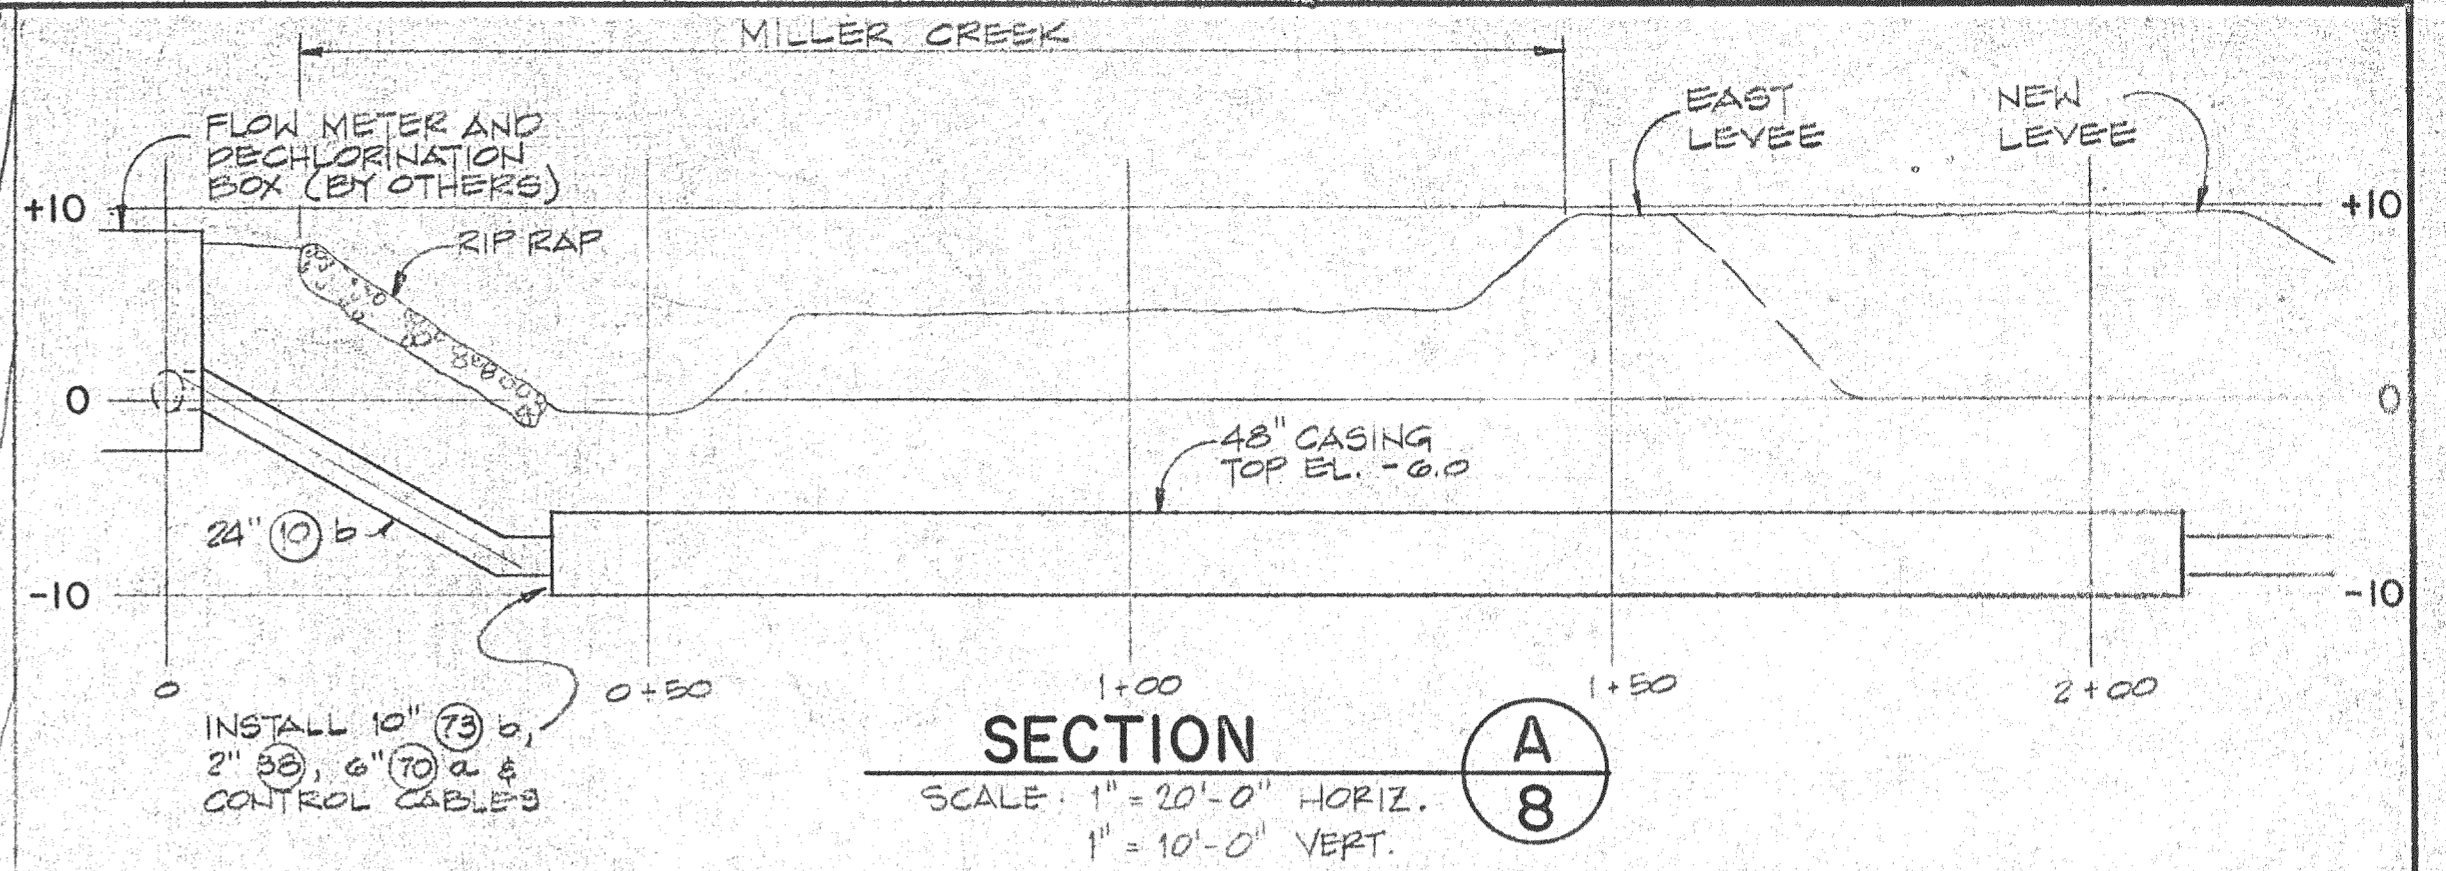 MILLER CREEK
FLOW METER AND
DECHLORINATION
BOX (BY OTHERS)
EAST
LEVEE
NEW
LEVEE
+10
+10
RIP RAP
0
0
48" CASING
TOP EL. -6.0
24" 10 b
-10
-10
0
0+50
1+00
1+50
2+00
INSTALL 10" 73 b,
2" 38, 6" 70 a &
CONTROL CABLES
SECTION
A
8
SCALE: 1" = 20'-0" HORIZ.
1" = 10'-0" VERT.